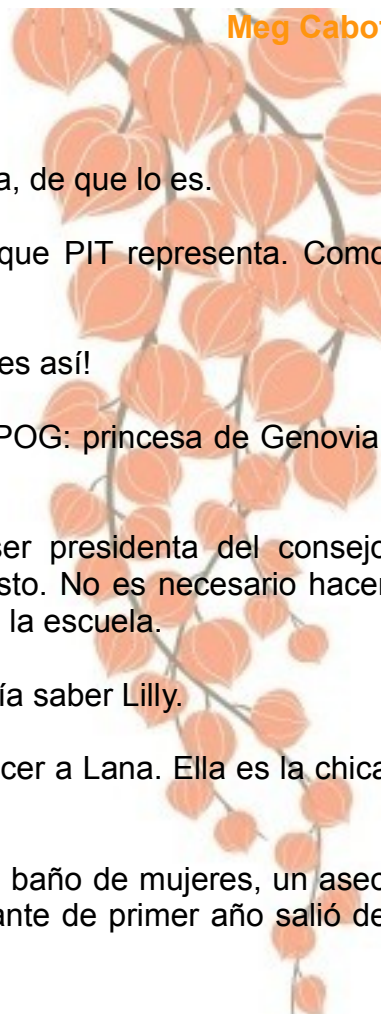 Meg Cabot
a, de que lo es.
que PIT representa. Como
es así!
POG: princesa de Genovia
ser presidenta del consejo
sto. No es necesario hacer
la escuela.
ía saber Lilly.
cer a Lana. Ella es la chica
baño de mujeres, un aseo
ante de primer año salió de